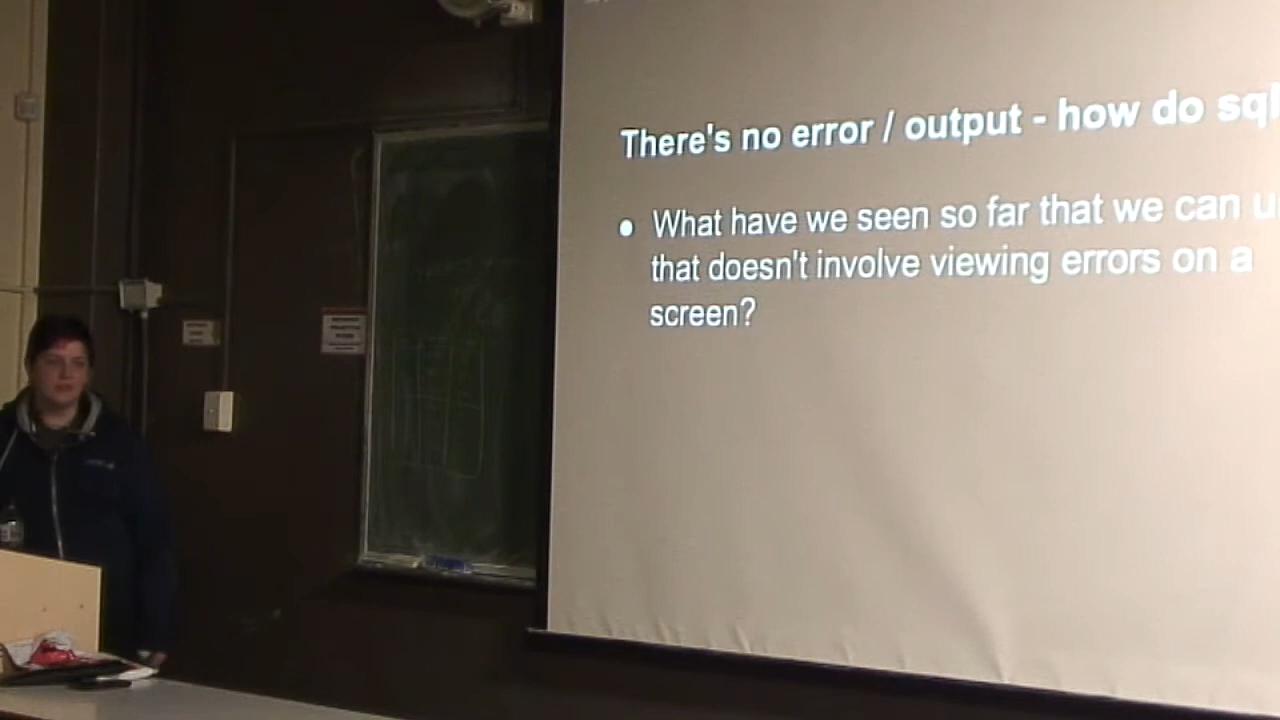 There's no error / output - how do sql
What have we seen so far that we can u
that doesn't involve viewing errors on a
screen?